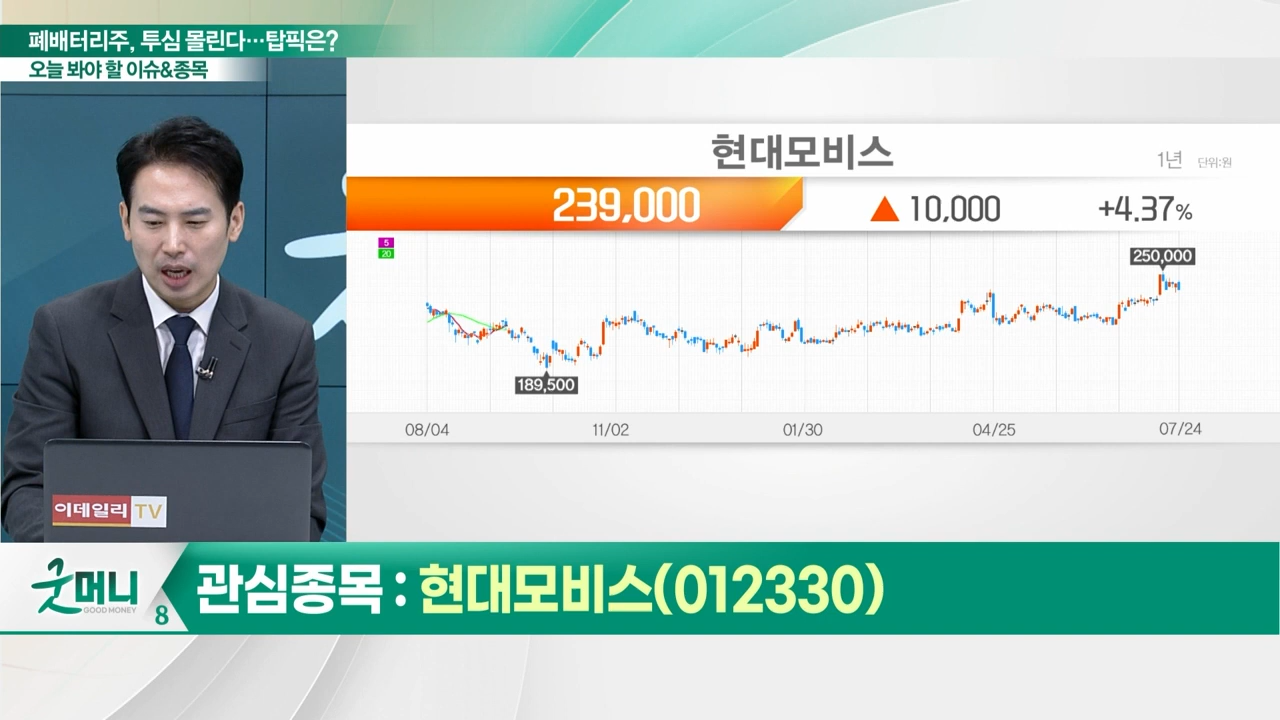 폐배터리주, 투심 몰린다…탑픽은?
오늘 봐야 할 이슈&종목
현대모비스
1년 단위:원
239,000 ▲ 10,000 +4.37%
5
20
250,000
189,500
08/04 11/02 01/30 04/25 07/24
이데일리TV
굿머니
GOOD MONEY
8
관심종목 : 현대모비스(012330)